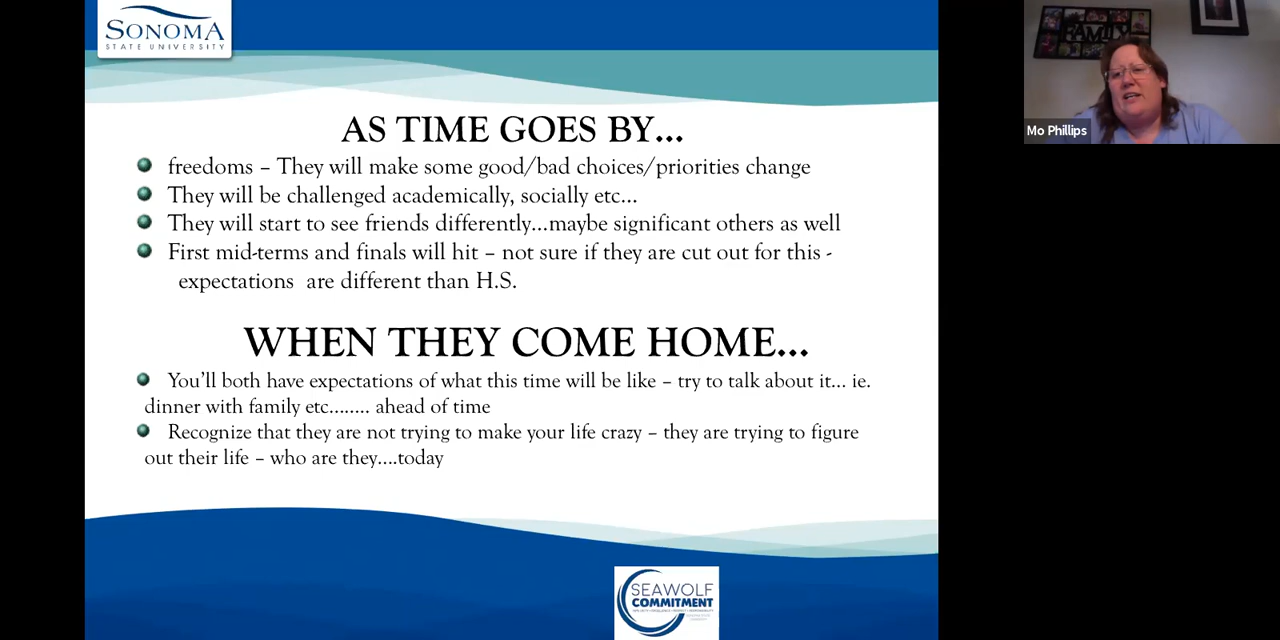 SONOMA
STATE UNIVERSITY
FAMILY
Mo Phillips
AS TIME GOES BY...
freedoms – They will make some good/bad choices/priorities change
They will be challenged academically, socially etc...
They will start to see friends differently...maybe significant others as well
First mid-terms and finals will hit – not sure if they are cut out for this -
expectations are different than H.S.
WHEN THEY COME HOME...
You'll both have expectations of what this time will be like – try to talk about it... ie.
dinner with family etc........ ahead of time
Recognize that they are not trying to make your life crazy – they are trying to figure
out their life – who are they....today
SEAWOLF
COMMITMENT